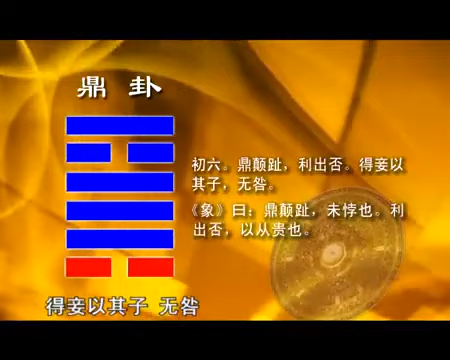 鼎 卦
初六。鼎颠趾，利出否。得妾以
其子，无咎。
《象》曰：鼎颠趾，未悖也。利
出否，以从贵也。
得妾以其子 无咎